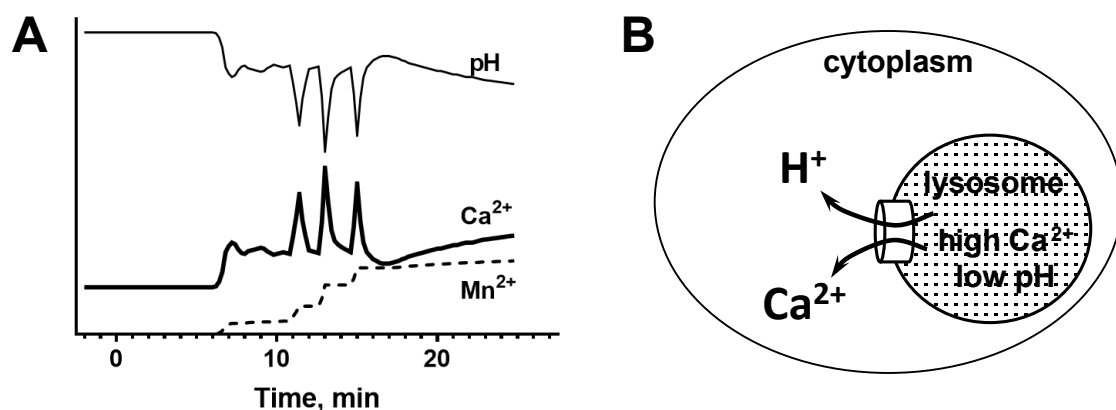 A
pH
Ca²⁺
Mn²⁺
0 10 20
Time, min
B
cytoplasm
H⁺
lysosome
high Ca²⁺
low pH
Ca²⁺